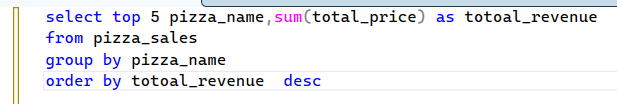 select top 5 pizza_name,sum(total_price) as totoal_revenue
from pizza_sales
group by pizza_name
order by totoal_revenue  desc